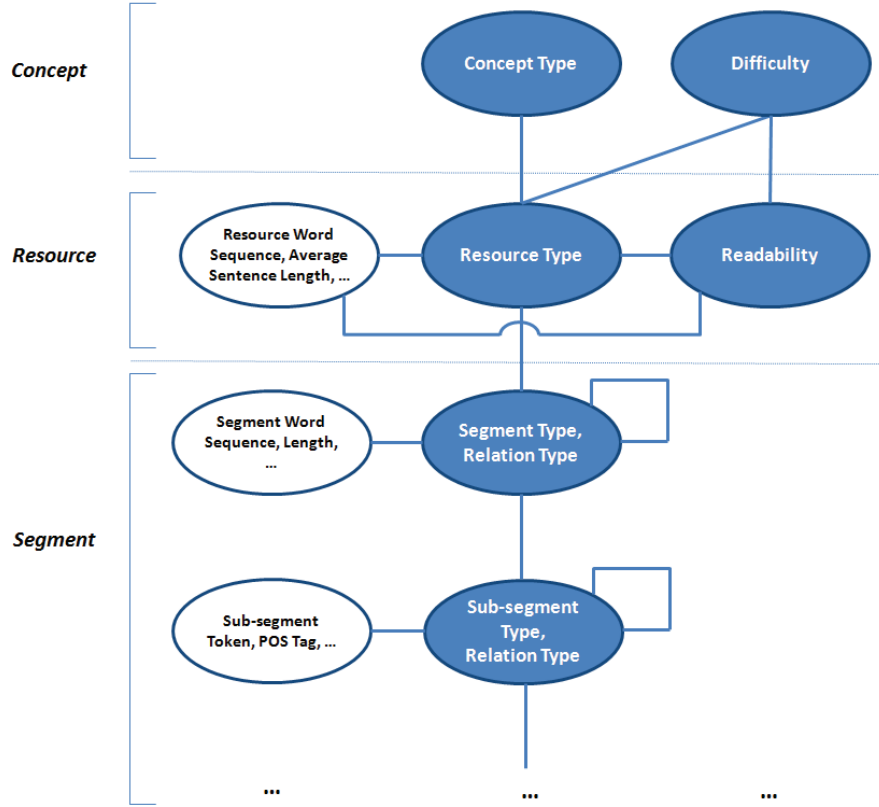 Concept
Concept Type
Difficulty
Resource
Resource Word
Sequence, Average
Sentence Length, ...
Resource Type
Readability
Segment
Segment Word
Sequence, Length,
...
Segment Type,
Relation Type
Sub-segment
Token, POS Tag, ...
Sub-segment
Type,
Relation Type
...
...
...